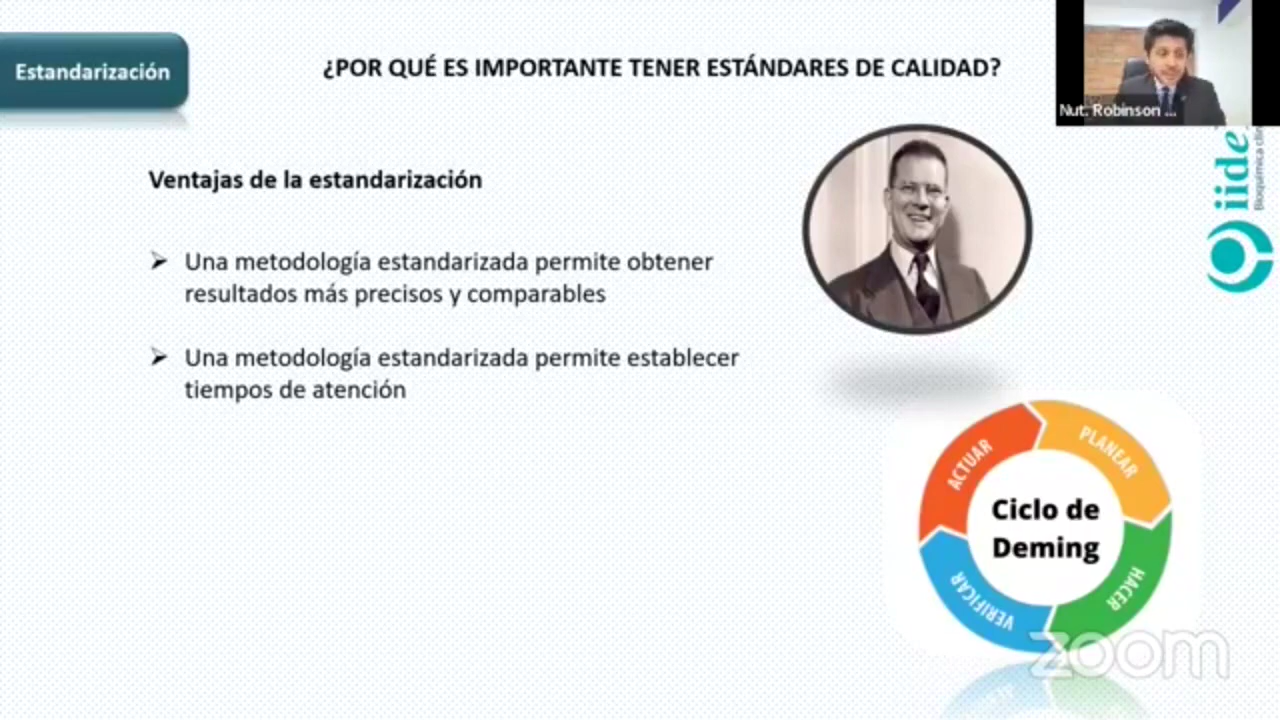 Estandarización
¿POR QUÉ ES IMPORTANTE TENER ESTÁNDARES DE CALIDAD?
Nut. Robinson ...
Ventajas de la estandarización
Una metodología estandarizada permite obtener
resultados más precisos y comparables
Una metodología estandarizada permite establecer
tiempos de atención
ACTUAR
PLANEAR
Ciclo de
Deming
VERIFICAR
HACER
zoom
Bioquímica